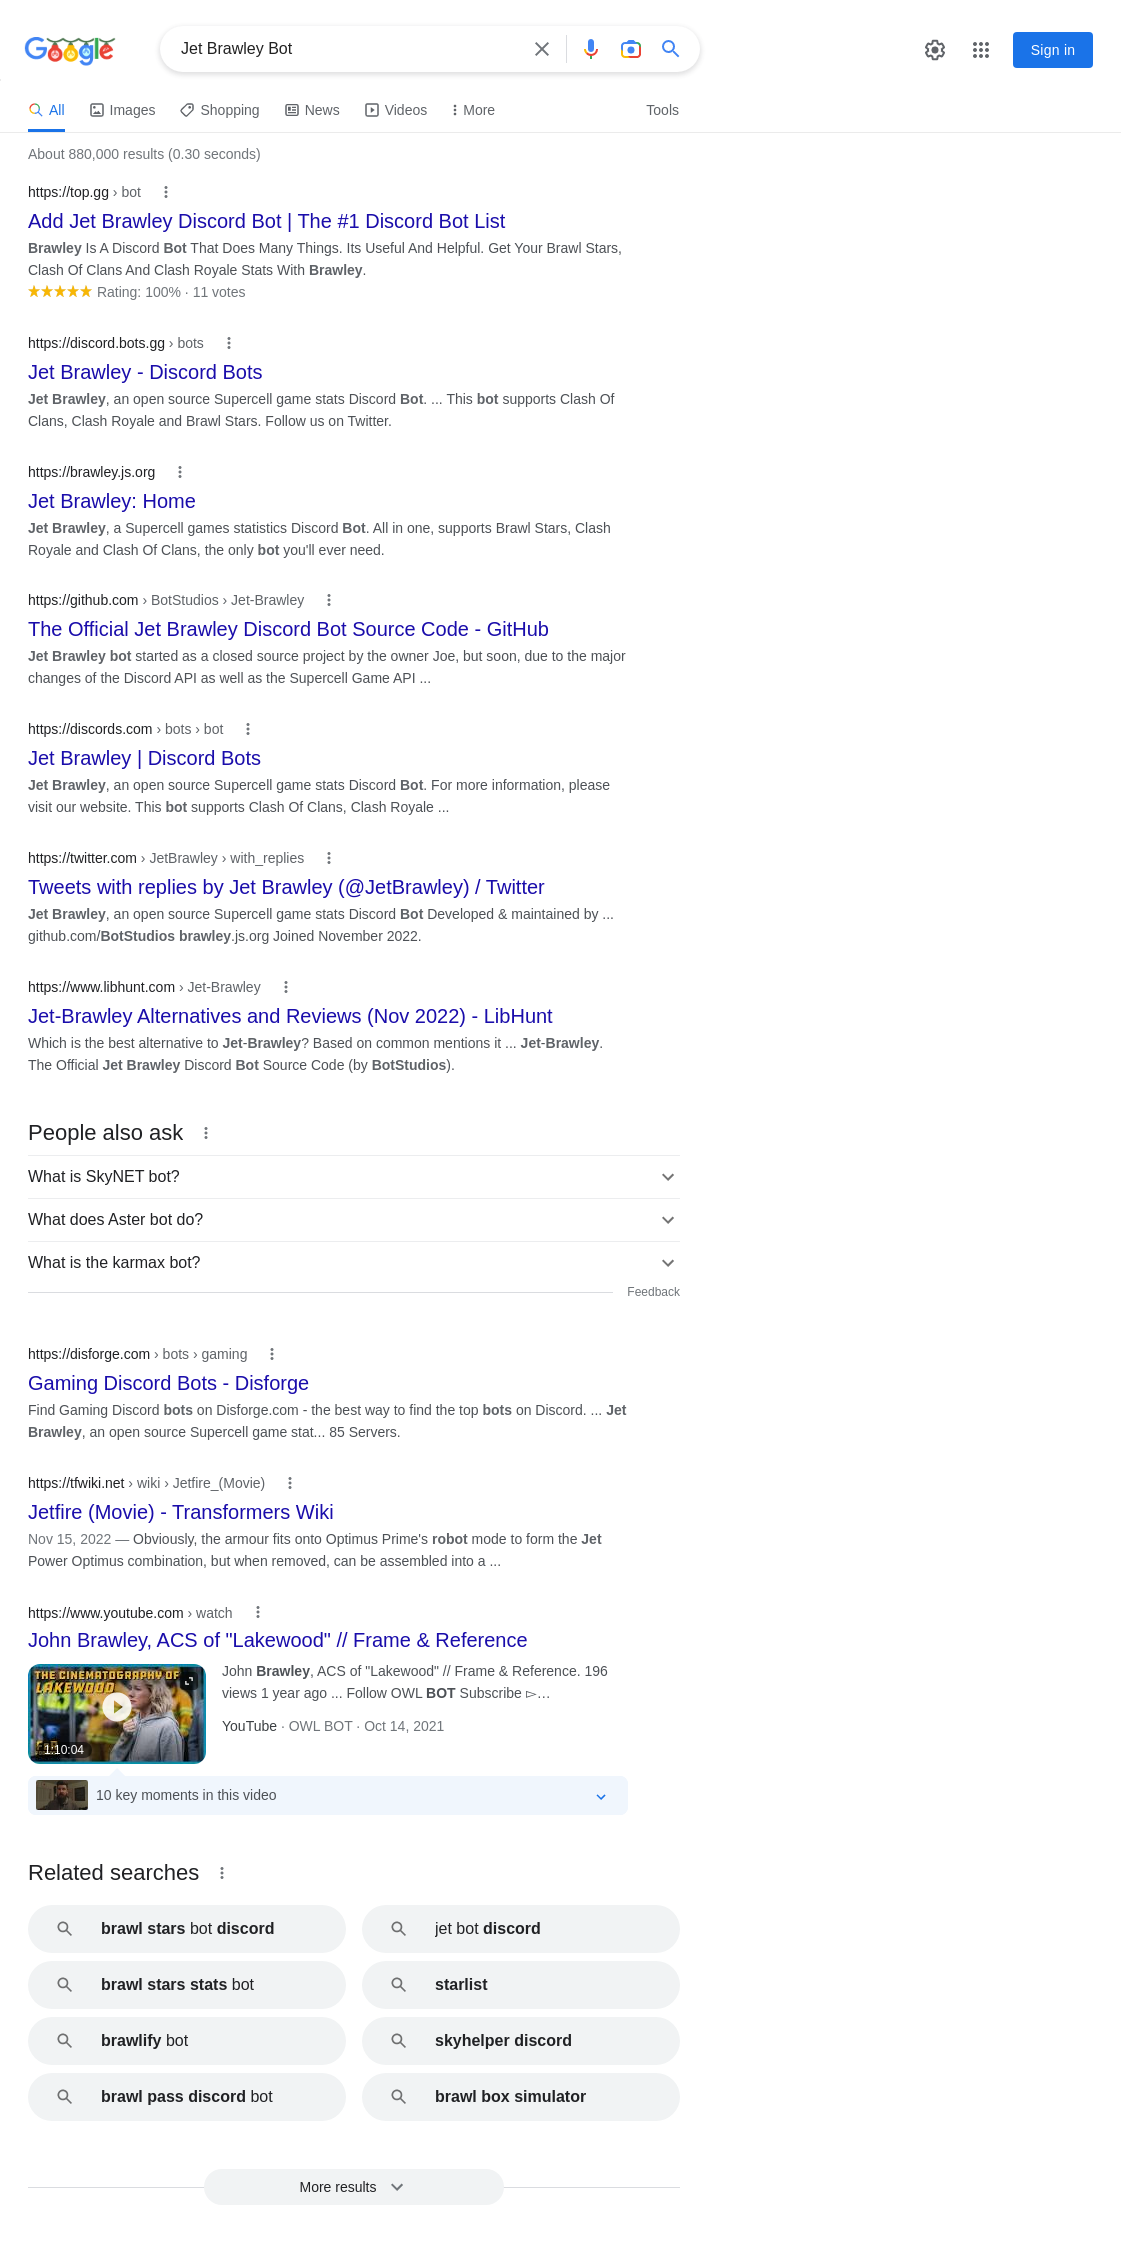 Google
Jet Brawley Bot
Sign in
All
Images
Shopping
News
Videos
More
Tools
About 880,000 results (0.30 seconds)
https://top.gg › bot
Add Jet Brawley Discord Bot | The #1 Discord Bot List
Brawley Is A Discord Bot That Does Many Things. Its Useful And Helpful. Get Your Brawl Stars,
Clash Of Clans And Clash Royale Stats With Brawley.
Rating: 100% · 11 votes
https://discord.bots.gg › bots
Jet Brawley - Discord Bots
Jet Brawley, an open source Supercell game stats Discord Bot. ... This bot supports Clash Of
Clans, Clash Royale and Brawl Stars. Follow us on Twitter.
https://brawley.js.org
Jet Brawley: Home
Jet Brawley, a Supercell games statistics Discord Bot. All in one, supports Brawl Stars, Clash
Royale and Clash Of Clans, the only bot you'll ever need.
https://github.com › BotStudios › Jet-Brawley
The Official Jet Brawley Discord Bot Source Code - GitHub
Jet Brawley bot started as a closed source project by the owner Joe, but soon, due to the major
changes of the Discord API as well as the Supercell Game API ...
https://discords.com › bots › bot
Jet Brawley | Discord Bots
Jet Brawley, an open source Supercell game stats Discord Bot. For more information, please
visit our website. This bot supports Clash Of Clans, Clash Royale ...
https://twitter.com › JetBrawley › with_replies
Tweets with replies by Jet Brawley (@JetBrawley) / Twitter
Jet Brawley, an open source Supercell game stats Discord Bot Developed & maintained by ...
github.com/BotStudios brawley.js.org Joined November 2022.
https://www.libhunt.com › Jet-Brawley
Jet-Brawley Alternatives and Reviews (Nov 2022) - LibHunt
Which is the best alternative to Jet-Brawley? Based on common mentions it ... Jet-Brawley.
The Official Jet Brawley Discord Bot Source Code (by BotStudios).
People also ask
What is SkyNET bot?
What does Aster bot do?
What is the karmax bot?
Feedback
https://disforge.com › bots › gaming
Gaming Discord Bots - Disforge
Find Gaming Discord bots on Disforge.com - the best way to find the top bots on Discord. ... Jet
Brawley, an open source Supercell game stat... 85 Servers.
https://tfwiki.net › wiki › Jetfire_(Movie)
Jetfire (Movie) - Transformers Wiki
Nov 15, 2022 — Obviously, the armour fits onto Optimus Prime's robot mode to form the Jet
Power Optimus combination, but when removed, can be assembled into a ...
https://www.youtube.com › watch
John Brawley, ACS of "Lakewood" // Frame & Reference
THE CINEMATOGRAPHY OF
LAKEWOOD
1:10:04
John Brawley, ACS of "Lakewood" // Frame & Reference. 196
views 1 year ago ... Follow OWL BOT Subscribe ▻…
YouTube · OWL BOT · Oct 14, 2021
10 key moments in this video
Related searches
brawl stars bot discord
jet bot discord
brawl stars stats bot
starlist
brawlify bot
skyhelper discord
brawl pass discord bot
brawl box simulator
More results